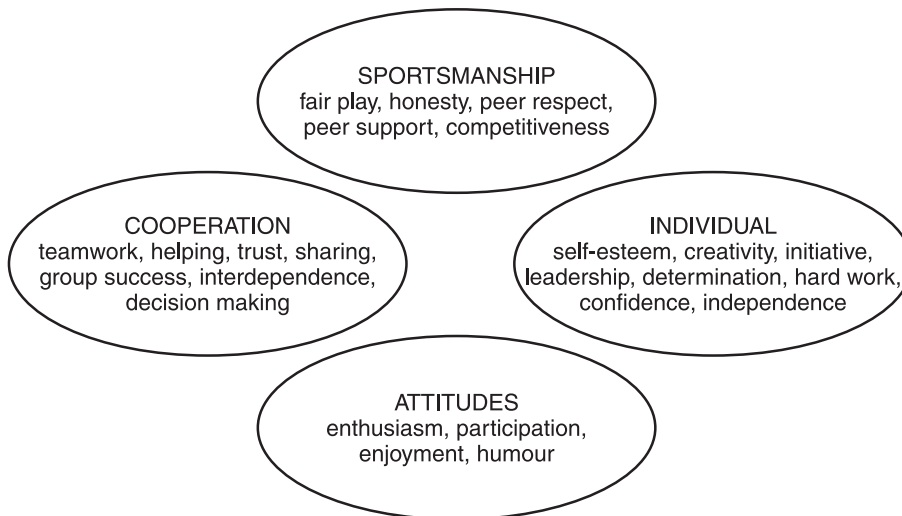 SPORTSMANSHIP
fair play, honesty, peer respect,
peer support, competitiveness
COOPERATION
teamwork, helping, trust, sharing,
group success, interdependence,
decision making
INDIVIDUAL
self-esteem, creativity, initiative,
leadership, determination, hard work,
confidence, independence
ATTITUDES
enthusiasm, participation,
enjoyment, humour